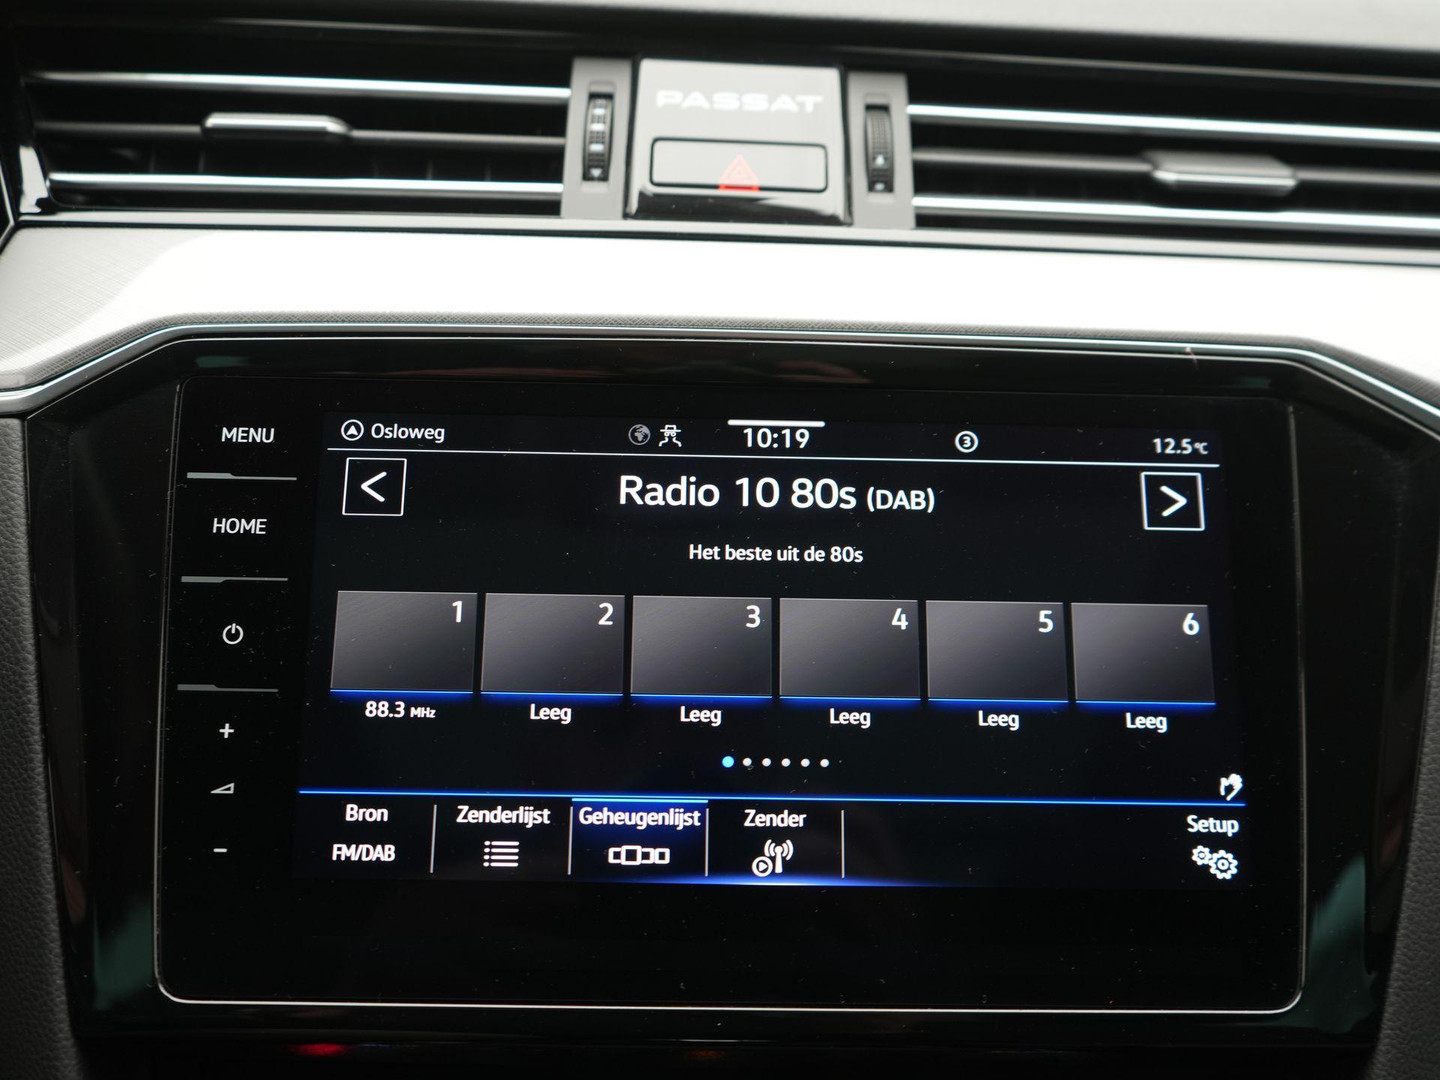 PASSAT
MENU
HOME
Osloweg
10:19
3
12.5°C
Radio 10 80s (DAB)
Het beste uit de 80s
1 2 3 4 5 6
88.3 MHz Leeg Leeg Leeg Leeg Leeg
Bron Zenderlijst Geheugenlijst Zender Setup
FM/DAB